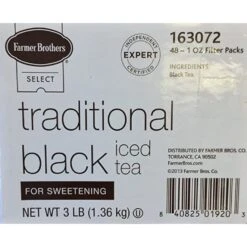 Farmer Brothers
SELECT
INDEPENDENT
EXPERT
CERTIFIED
163072
48 – 1 OZ Filter Packs
INGREDIENTS:
Black Tea.
traditional
black iced
tea
FOR SWEETENING
NET WT 3 LB (1.36 kg)
DISTRIBUTED BY FARMER BROS. CO.
TORRANCE, CA 90502
FarmerBros.com
©2013 Farmer Bros. Co.
6 40825 01920 3